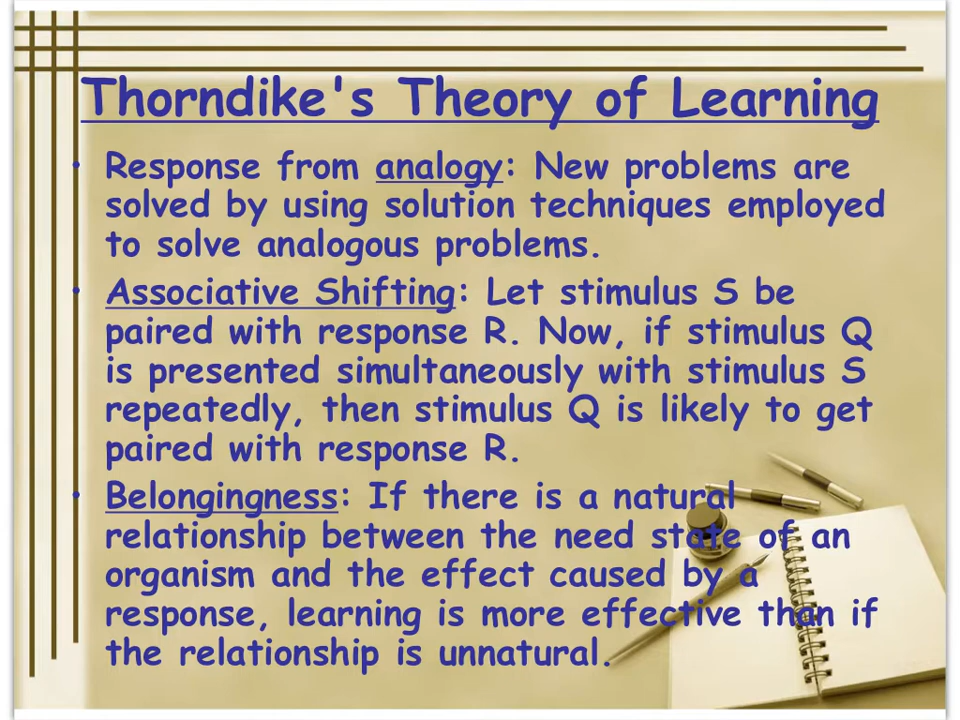 Thorndike's Theory of Learning
• Response from analogy: New problems are
solved by using solution techniques employed
to solve analogous problems.
• Associative Shifting: Let stimulus S be
paired with response R. Now, if stimulus Q
is presented simultaneously with stimulus S
repeatedly, then stimulus Q is likely to get
paired with response R.
• Belongingness: If there is a natural
relationship between the need state of an
organism and the effect caused by a
response, learning is more effective than if
the relationship is unnatural.